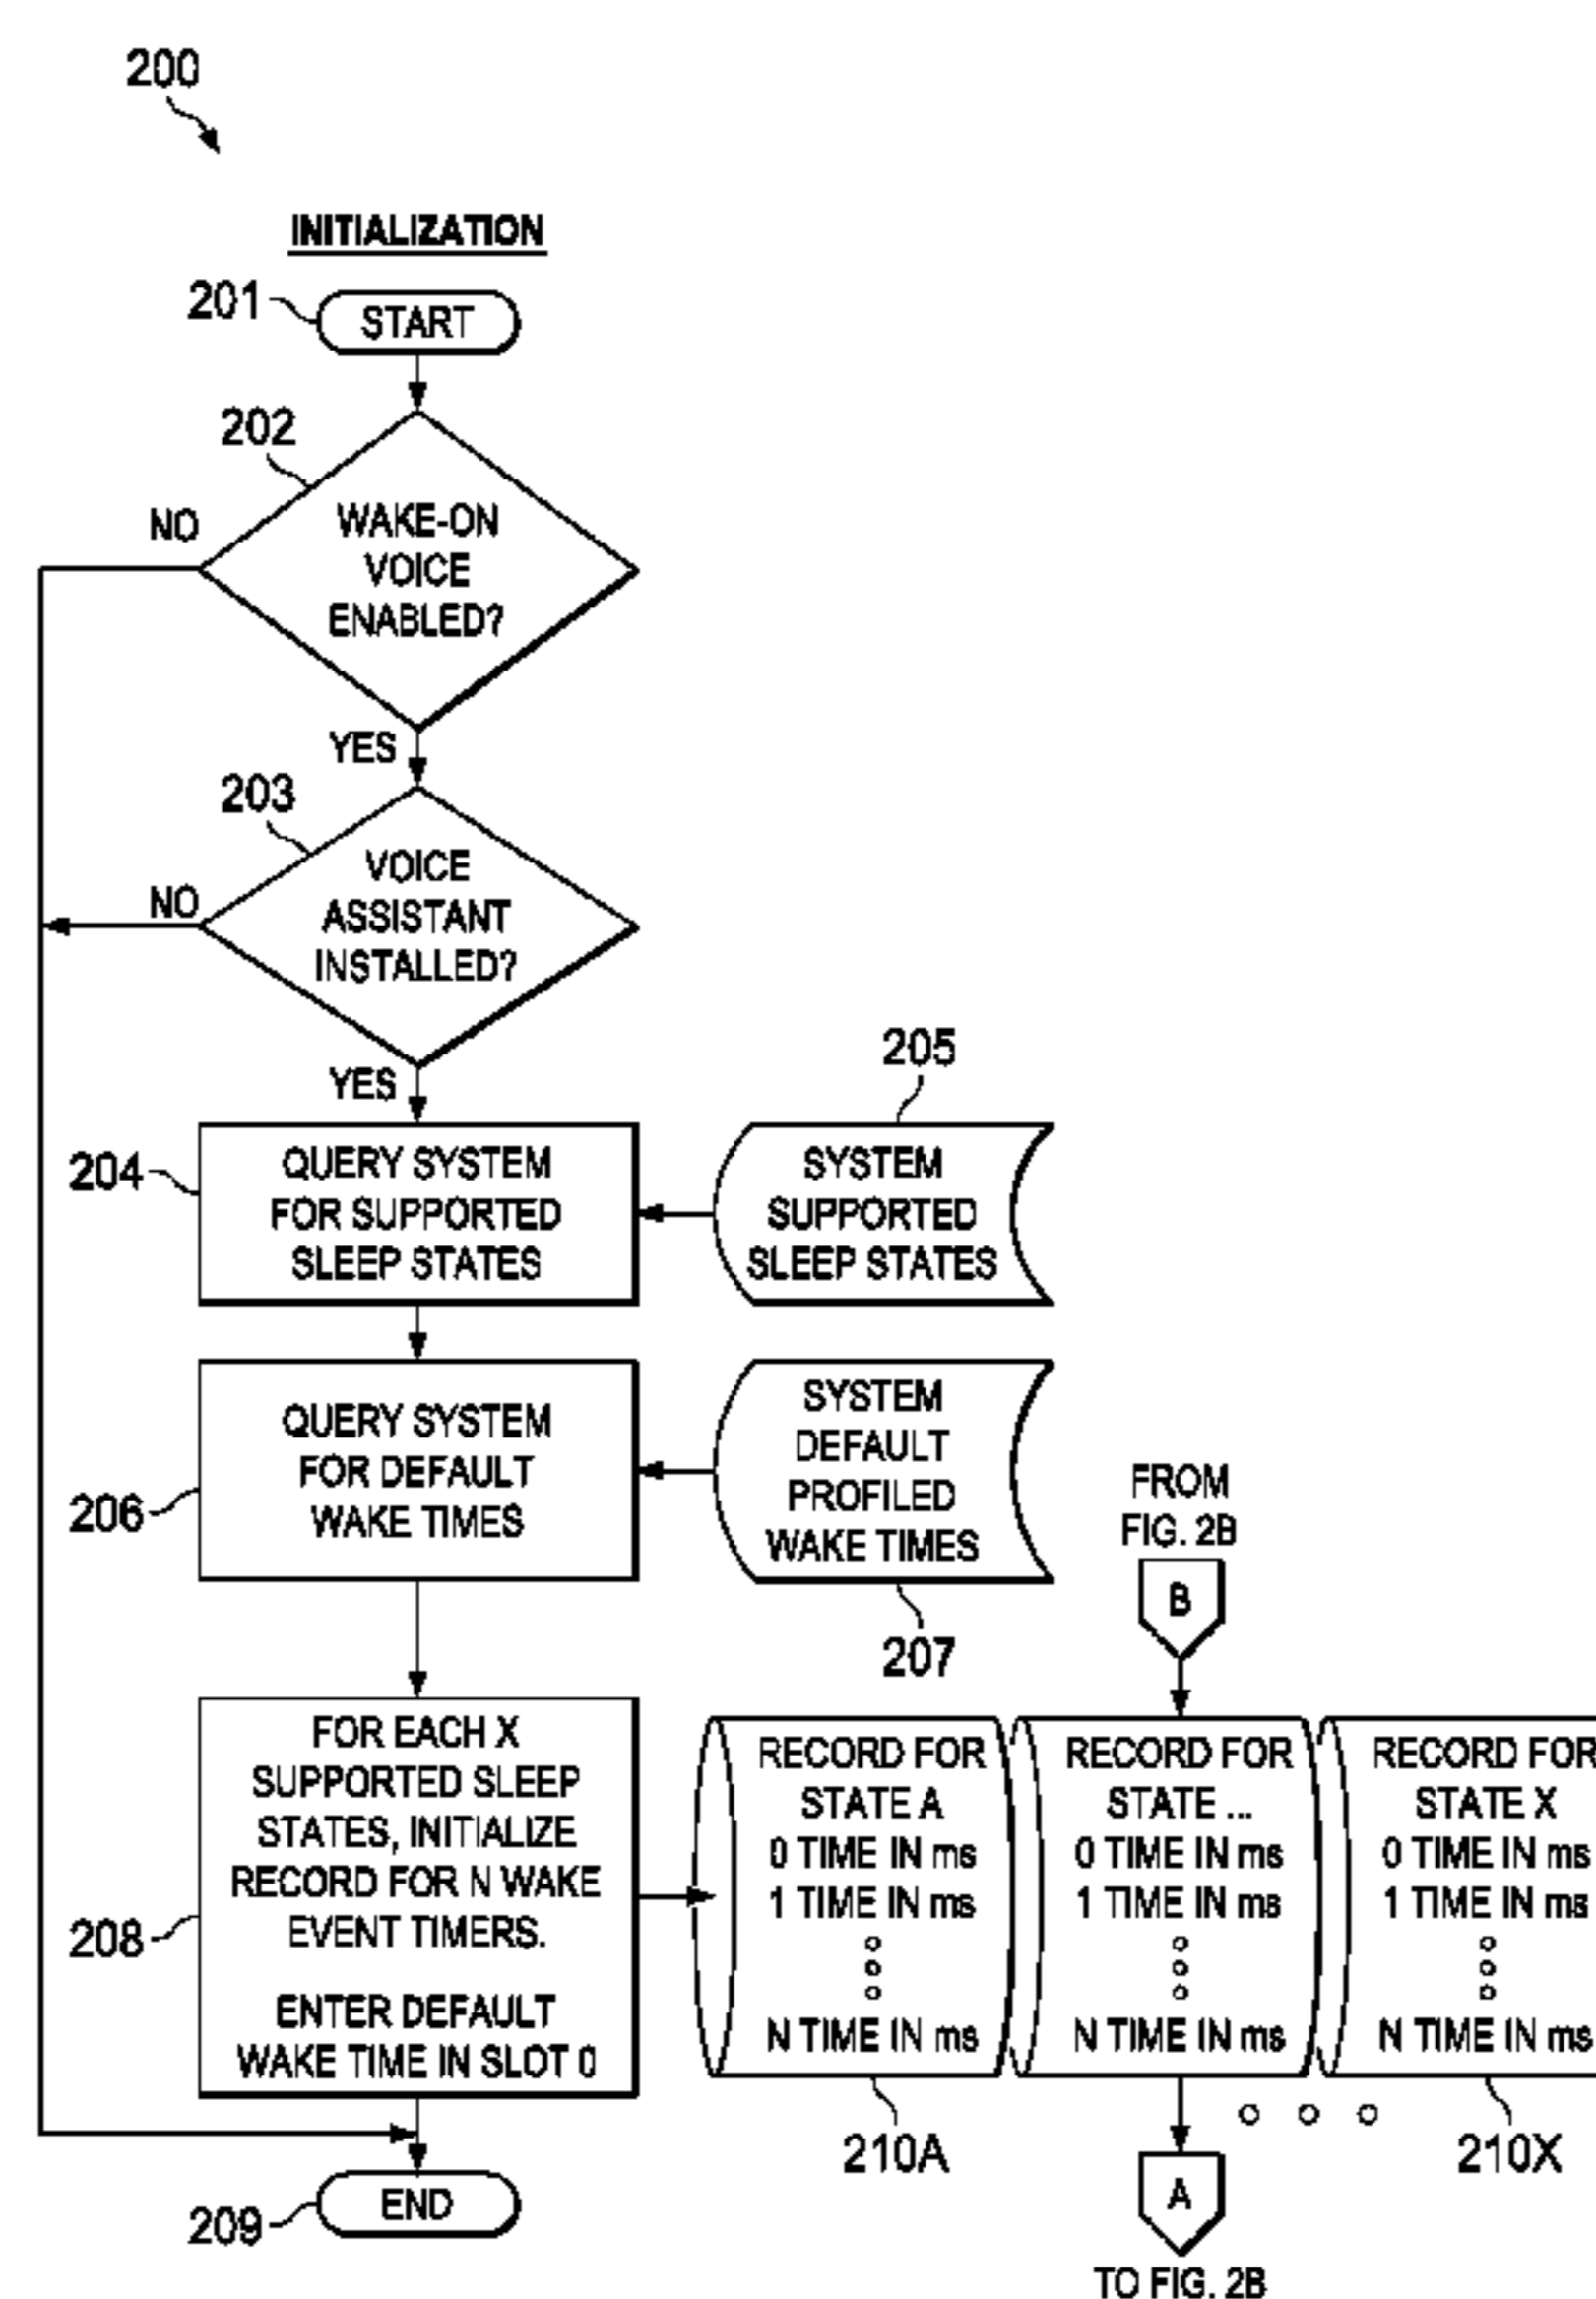 200
INITIALIZATION
201
START
202
NO
WAKE-ON
VOICE
ENABLED?
YES
203
NO
VOICE
ASSISTANT
INSTALLED?
YES
204
QUERY SYSTEM
FOR SUPPORTED
SLEEP STATES
205
SYSTEM
SUPPORTED
SLEEP STATES
206
QUERY SYSTEM
FOR DEFAULT
WAKE TIMES
SYSTEM
DEFAULT
PROFILED
WAKE TIMES
207
FROM
FIG. 2B
B
208
FOR EACH X
SUPPORTED SLEEP
STATES, INITIALIZE
RECORD FOR N WAKE
EVENT TIMERS.
ENTER DEFAULT
WAKE TIME IN SLOT 0
RECORD FOR
STATE A
0 TIME IN ms
1 TIME IN ms
N TIME IN ms
210A
RECORD FOR
STATE ...
0 TIME IN ms
1 TIME IN ms
N TIME IN ms
RECORD FOR
STATE X
0 TIME IN ms
1 TIME IN ms
N TIME IN ms
210X
209
END
A
TO FIG. 2B